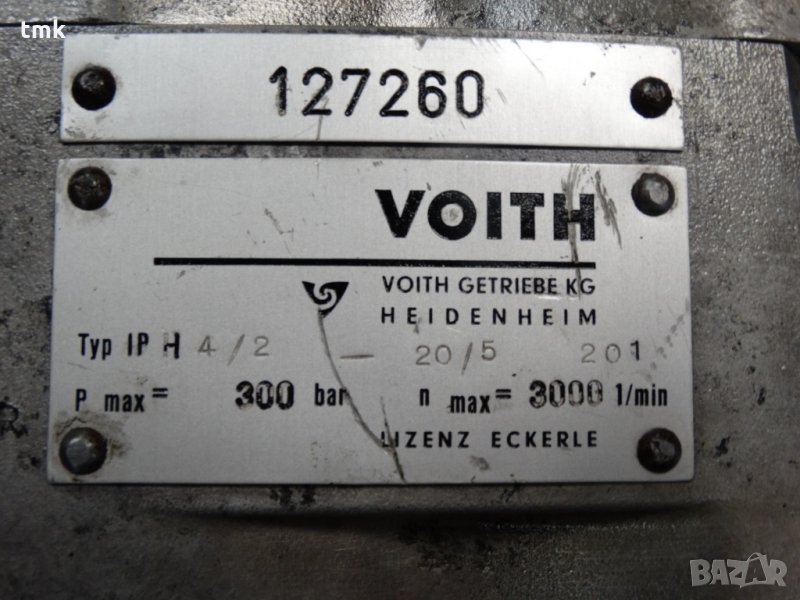 tmk
127260
VOITH
VOITH GETRIEBE KG
HEIDENHEIM
Typ IP H 4/2 — 20/5 201
P max = 300 bar n max = 3000 1/min
LIZENZ ECKERLE
R
BAZAR